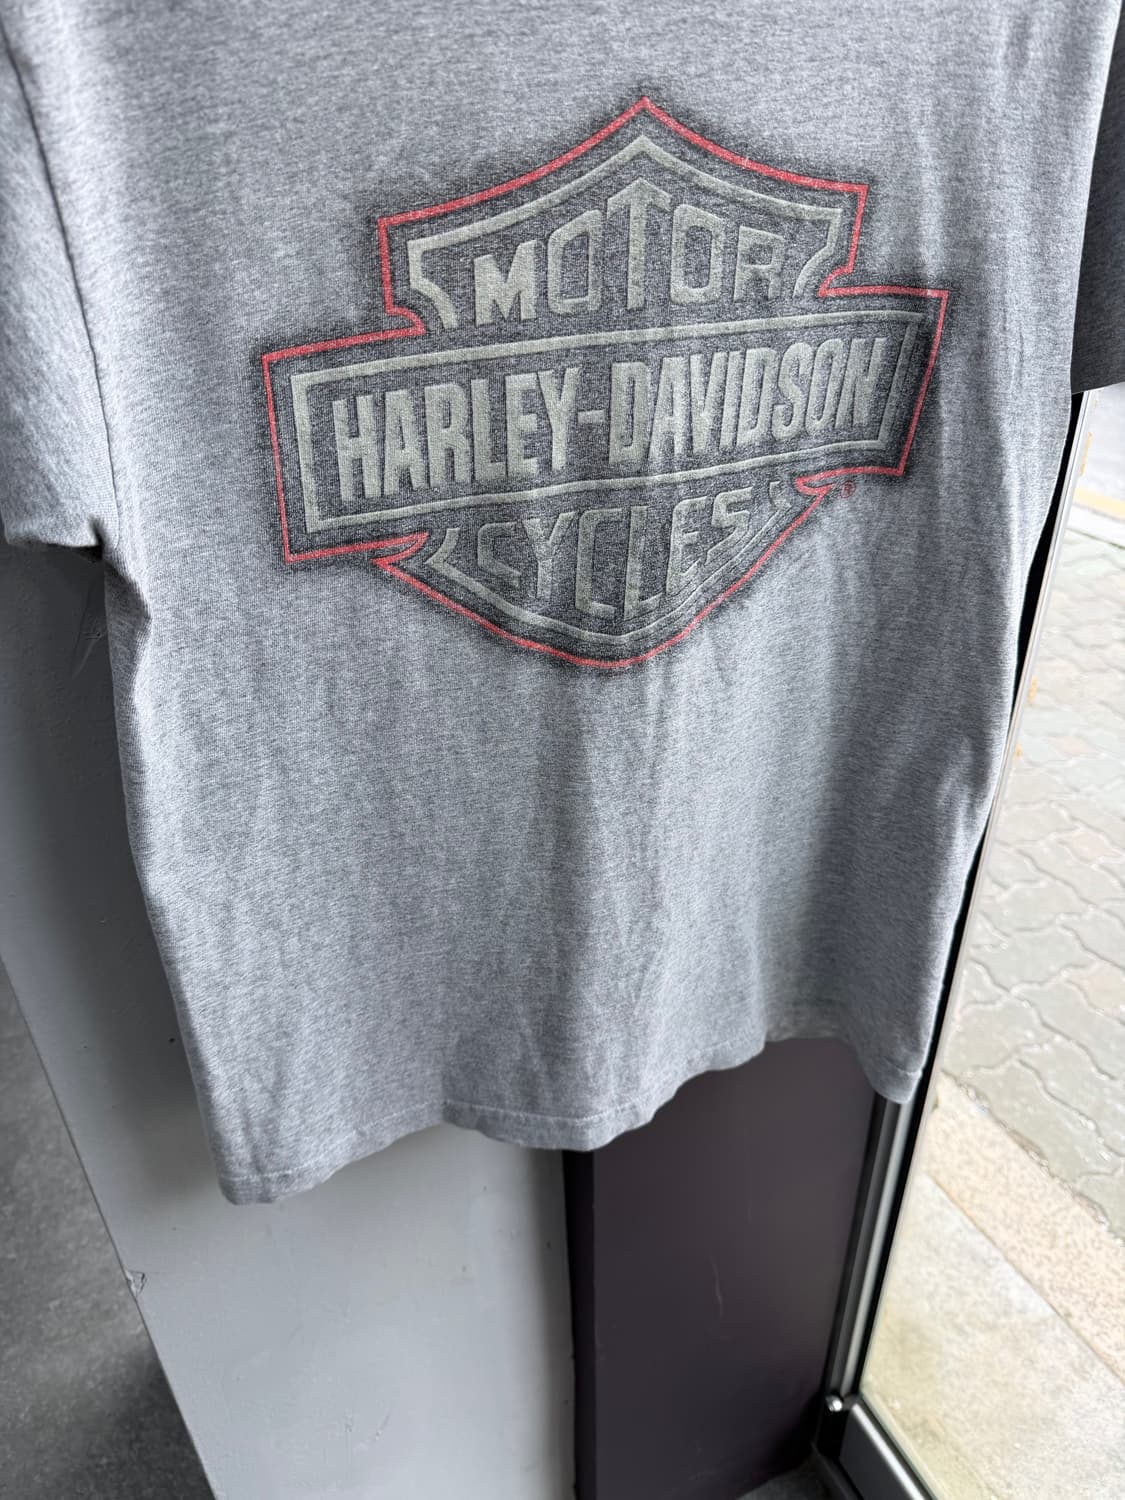 MOTOR
HARLEY-DAVIDSON
CYCLES
®